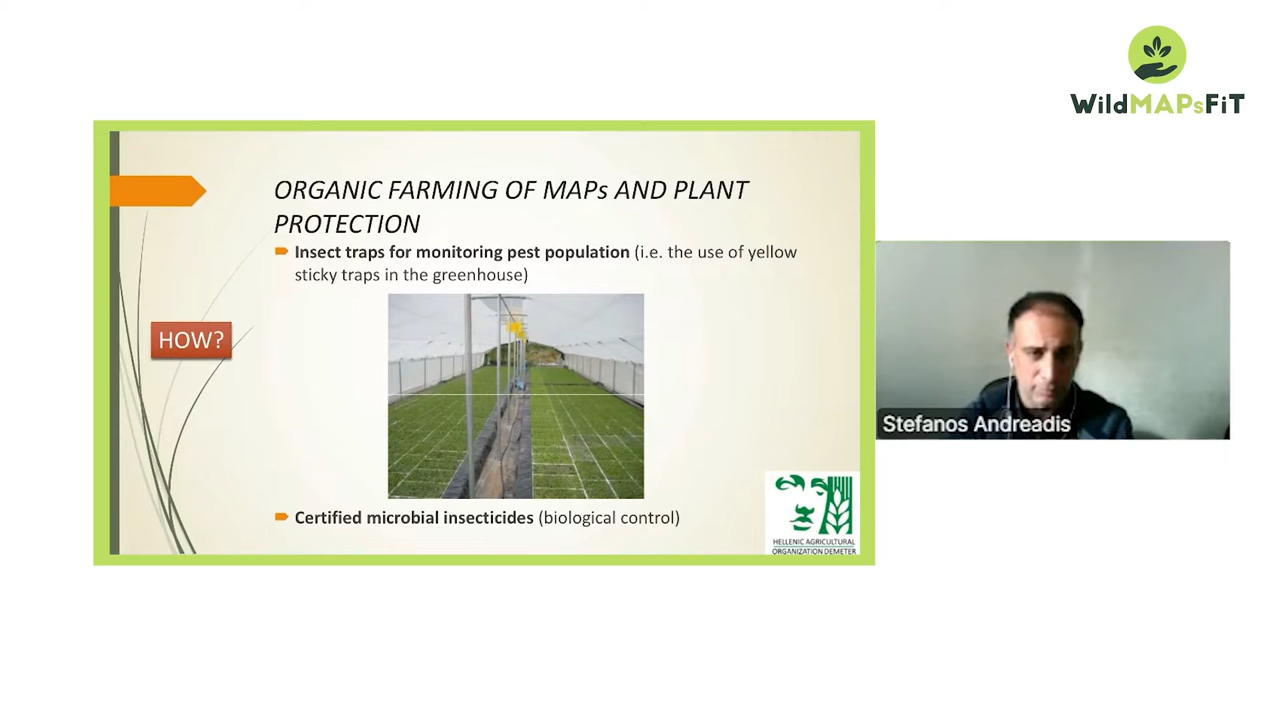 WildMAPsFiT
ORGANIC FARMING OF MAPs AND PLANT
PROTECTION
Insect traps for monitoring pest population (i.e. the use of yellow
sticky traps in the greenhouse)
HOW?
Certified microbial insecticides (biological control)
HELLENIC AGRICULTURAL
ORGANIZATION DEMETER
Stefanos Andreadis